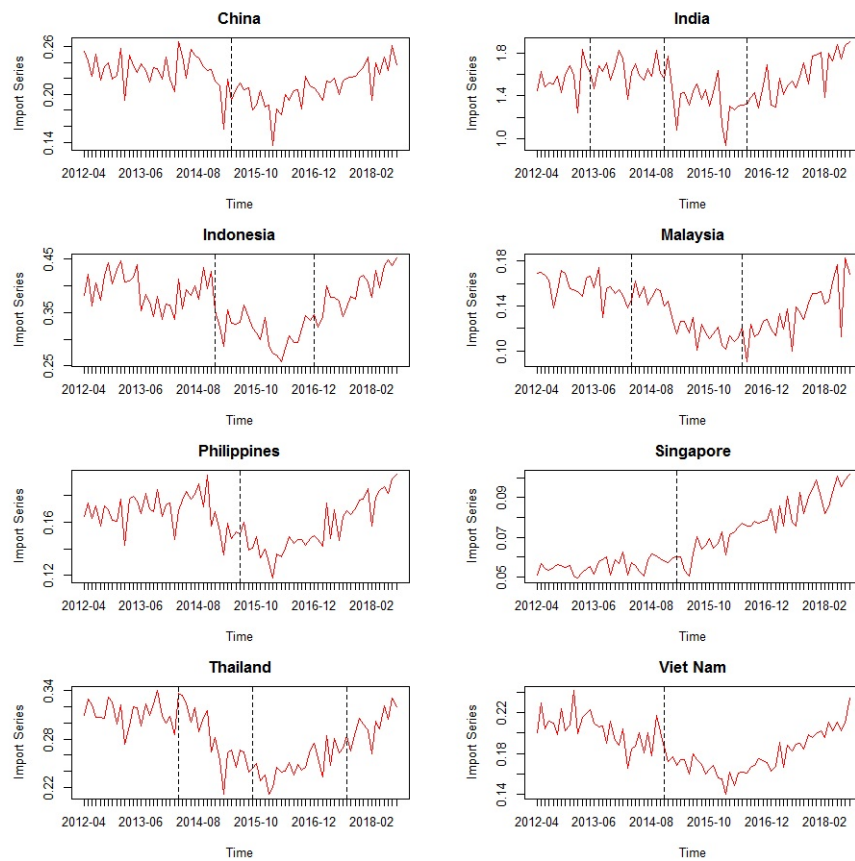 China
Import Series
0.14 0.20 0.26
2012-04 2013-06 2014-08 2015-10 2016-12 2018-02
Time
India
Import Series
1.0 1.4 1.8
2012-04 2013-06 2014-08 2015-10 2016-12 2018-02
Time
Indonesia
Import Series
0.25 0.35 0.45
2012-04 2013-06 2014-08 2015-10 2016-12 2018-02
Time
Malaysia
Import Series
0.10 0.14 0.18
2012-04 2013-06 2014-08 2015-10 2016-12 2018-02
Time
Philippines
Import Series
0.12 0.16
2012-04 2013-06 2014-08 2015-10 2016-12 2018-02
Time
Singapore
Import Series
0.05 0.07 0.09
2012-04 2013-06 2014-08 2015-10 2016-12 2018-02
Time
Thailand
Import Series
0.22 0.28 0.34
2012-04 2013-06 2014-08 2015-10 2016-12 2018-02
Time
Viet Nam
Import Series
0.14 0.18 0.22
2012-04 2013-06 2014-08 2015-10 2016-12 2018-02
Time